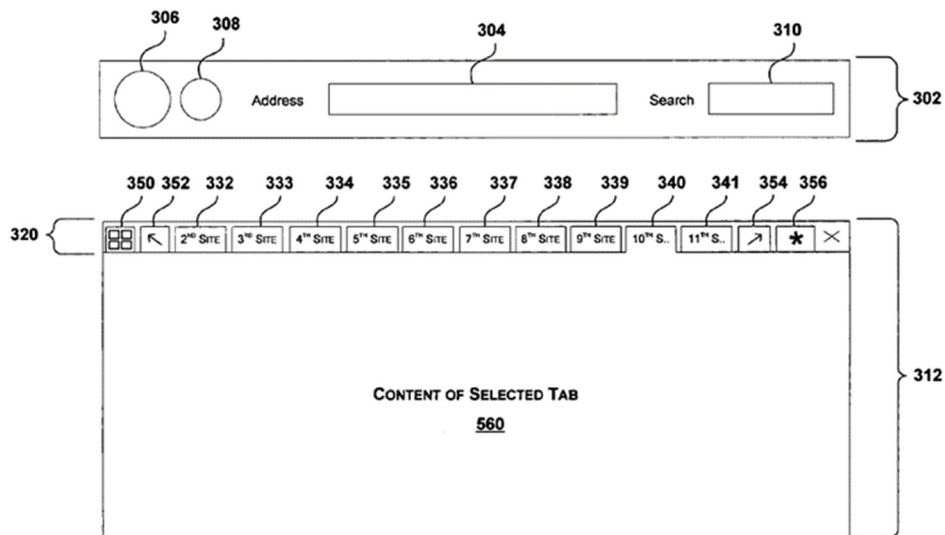 306 308 304 310
Address Search
302
350 352 332 333 334 335 336 337 338 339 340 341 354 356
320
2ND SITE 3RD SITE 4TH SITE 5TH SITE 6TH SITE 7TH SITE 8TH SITE 9TH SITE 10TH S.. 11TH S.. *
312
CONTENT OF SELECTED TAB
560